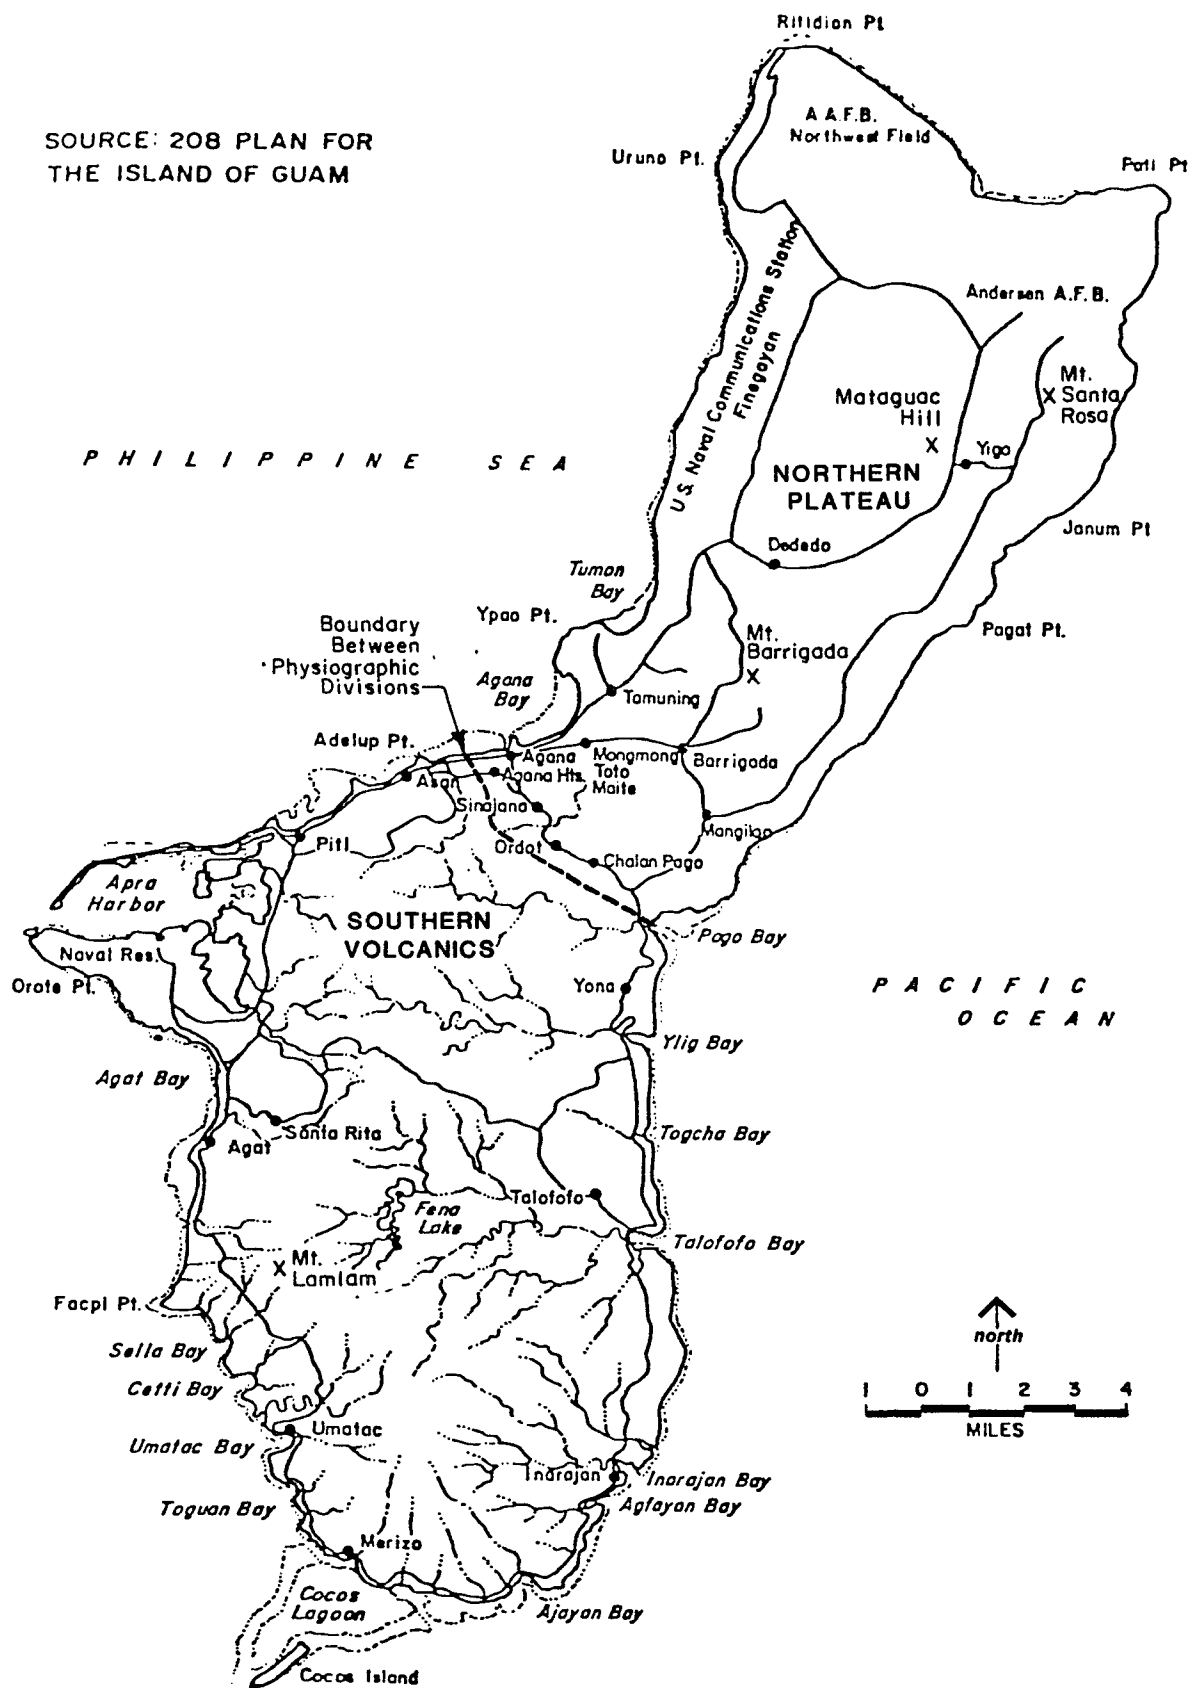 Ritidion Pt
SOURCE: 208 PLAN FOR
THE ISLAND OF GUAM
A A.F.B.
Northwest Field
Uruno Pt.
Pati Pt
Andersen A.F.B.
U.S. Naval Communications Station
Finegayan
Mt.
Santa
Rosa
Mataguac
Hill
PHILIPPINE SEA
Yigo
NORTHERN
PLATEAU
Janum Pt
Dededo
Tumon
Bay
Ypao Pt.
Pagat Pt.
Boundary
Between
Physiographic
Divisions
Mt.
Barrigada
Agana
Bay
Tamuning
Adelup Pt.
Agana
Mongmong
Toto
Maite
Barrigada
Asan
Agana Hts.
Sinajana
Mangilao
Piti
Ordot
Chalan Pago
Apra
Harbor
SOUTHERN
VOLCANICS
Pago Bay
Naval Res.
Orote Pt.
Yona
PACIFIC
OCEAN
Ylig Bay
Agat Bay
Santa Rita
Togcha Bay
Agat
Talofofo
Fena
Lake
Talofofo Bay
Mt.
Lamlam
Facpi Pt.
north
Sella Bay
Cetti Bay
1 0 1 2 3 4
MILES
Umatac
Umatac Bay
Inarajan
Inarajan Bay
Toguan Bay
Agfayan Bay
Merizo
Cocos
Lagoon
Ajayan Bay
Cocos Island